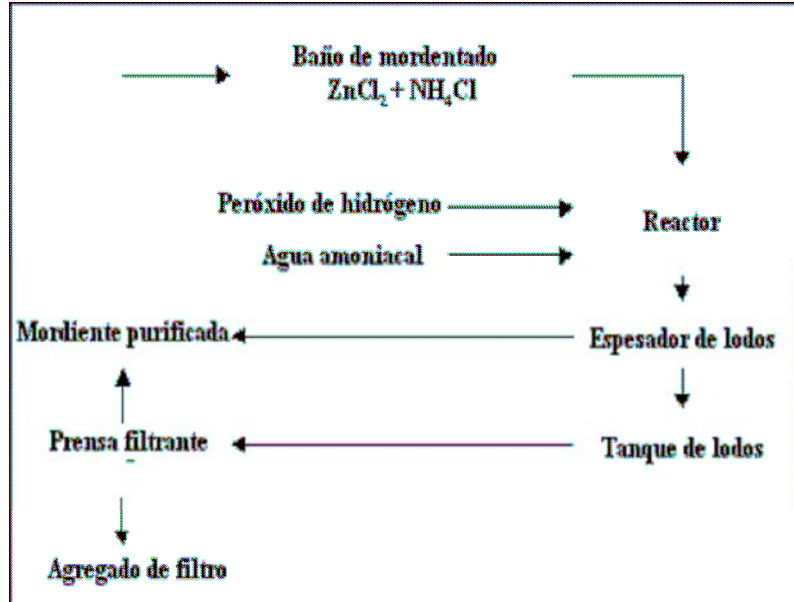 Baño de mordentado
ZnCl₂ + NH₄Cl
Peróxido de hidrógeno
Reactor
Agua amoniacal
Mordiente purificada
Espesador de lodos
Prensa filtrante
Tanque de lodos
Agregado de filtro